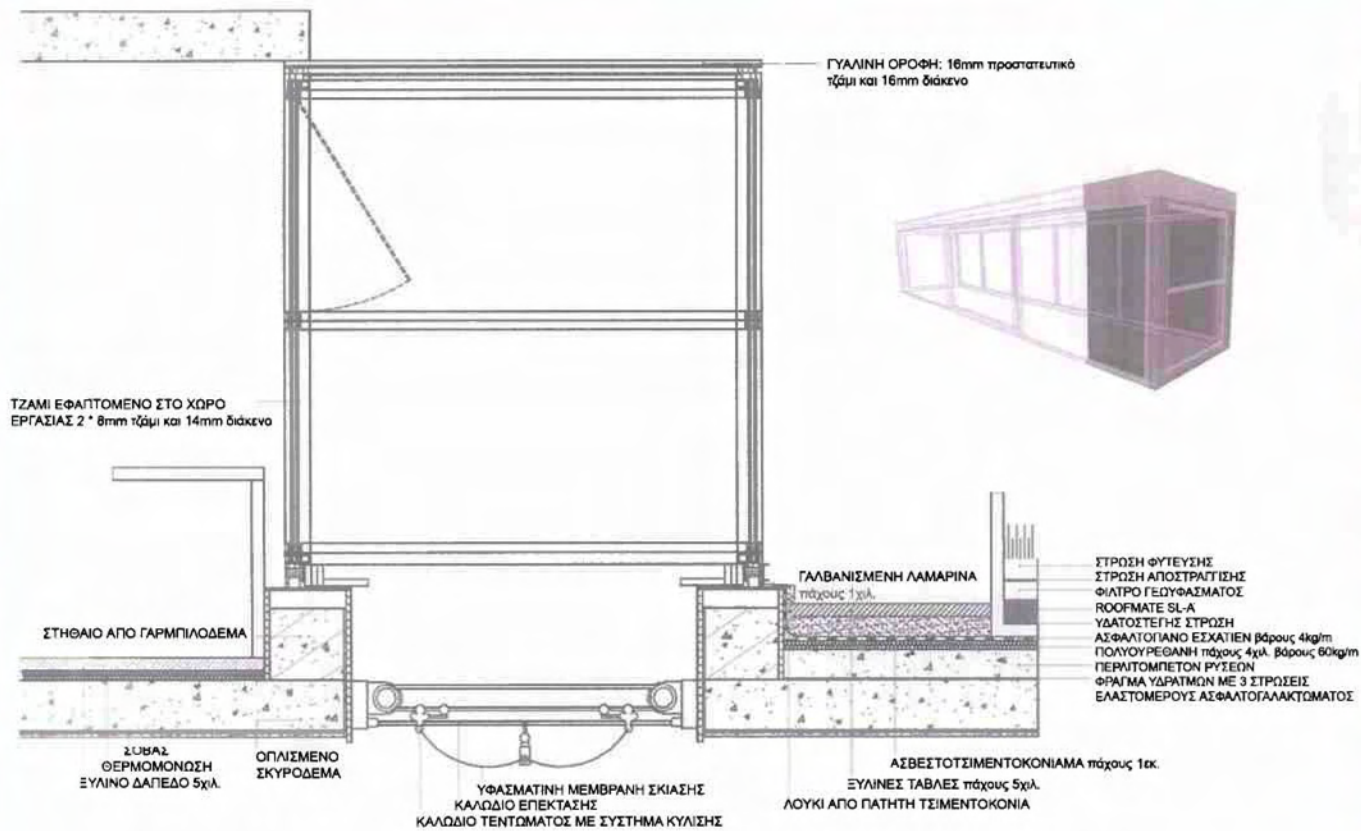 ΓΥΑΛΙΝΗ ΟΡΟΦΗ: 16mm προστατευτικό
τζάμι και 16mm διάκενο
ΤΖΑΜΙ ΕΦΑΠΤΟΜΕΝΟ ΣΤΟ ΧΩΡΟ
ΕΡΓΑΣΙΑΣ 2 * 8mm τζάμι και 14mm διάκενο
ΓΑΛΒΑΝΙΣΜΕΝΗ ΛΑΜΑΡΙΝΑ
πάχους 1χιλ.
ΣΤΡΩΣΗ ΦΥΤΕΥΣΗΣ
ΣΤΡΩΣΗ ΑΠΟΣΤΡΑΓΓΙΣΗΣ
ΦΙΛΤΡΟ ΓΕΩΥΦΑΣΜΑΤΟΣ
ROOFMATE SL-A
ΥΔΑΤΟΣΤΕΓΗΣ ΣΤΡΩΣΗ
ΑΣΦΑΛΤΟΠΑΝΟ ΕΣΧΑΤΙΕΝ βάρους 4kg/m
ΠΟΛΥΟΥΡΕΘΑΝΗ πάχους 4χιλ. βάρους 60kg/m
ΠΕΡΛΙΤΟΜΠΕΤΟΝ ΡΥΣΕΩΝ
ΦΡΑΓΜΑ ΥΔΡΑΤΜΩΝ ΜΕ 3 ΣΤΡΩΣΕΙΣ
ΕΛΑΣΤΟΜΕΡΟΥΣ ΑΣΦΑΛΤΟΓΑΛΑΚΤΩΜΑΤΟΣ
ΣΤΗΘΑΙΟ ΑΠΟ ΓΑΡΜΠΙΛΟΔΕΜΑ
ΣΟΒΑΣ
ΘΕΡΜΟΜΟΝΩΣΗ
ΞΥΛΙΝΟ ΔΑΠΕΔΟ 5χιλ.
ΟΠΛΙΣΜΕΝΟ
ΣΚΥΡΟΔΕΜΑ
ΥΦΑΣΜΑΤΙΝΗ ΜΕΜΒΡΑΝΗ ΣΚΙΑΣΗΣ
ΚΑΛΩΔΙΟ ΕΠΕΚΤΑΣΗΣ
ΚΑΛΩΔΙΟ ΤΕΝΤΩΜΑΤΟΣ ΜΕ ΣΥΣΤΗΜΑ ΚΥΛΙΣΗΣ
ΑΣΒΕΣΤΟΤΣΙΜΕΝΤΟΚΟΝΙΑΜΑ πάχους 1εκ.
ΞΥΛΙΝΕΣ ΤΑΒΛΕΣ πάχους 5χιλ.
ΛΟΥΚΙ ΑΠΟ ΠΑΤΗΤΗ ΤΣΙΜΕΝΤΟΚΟΝΙΑ